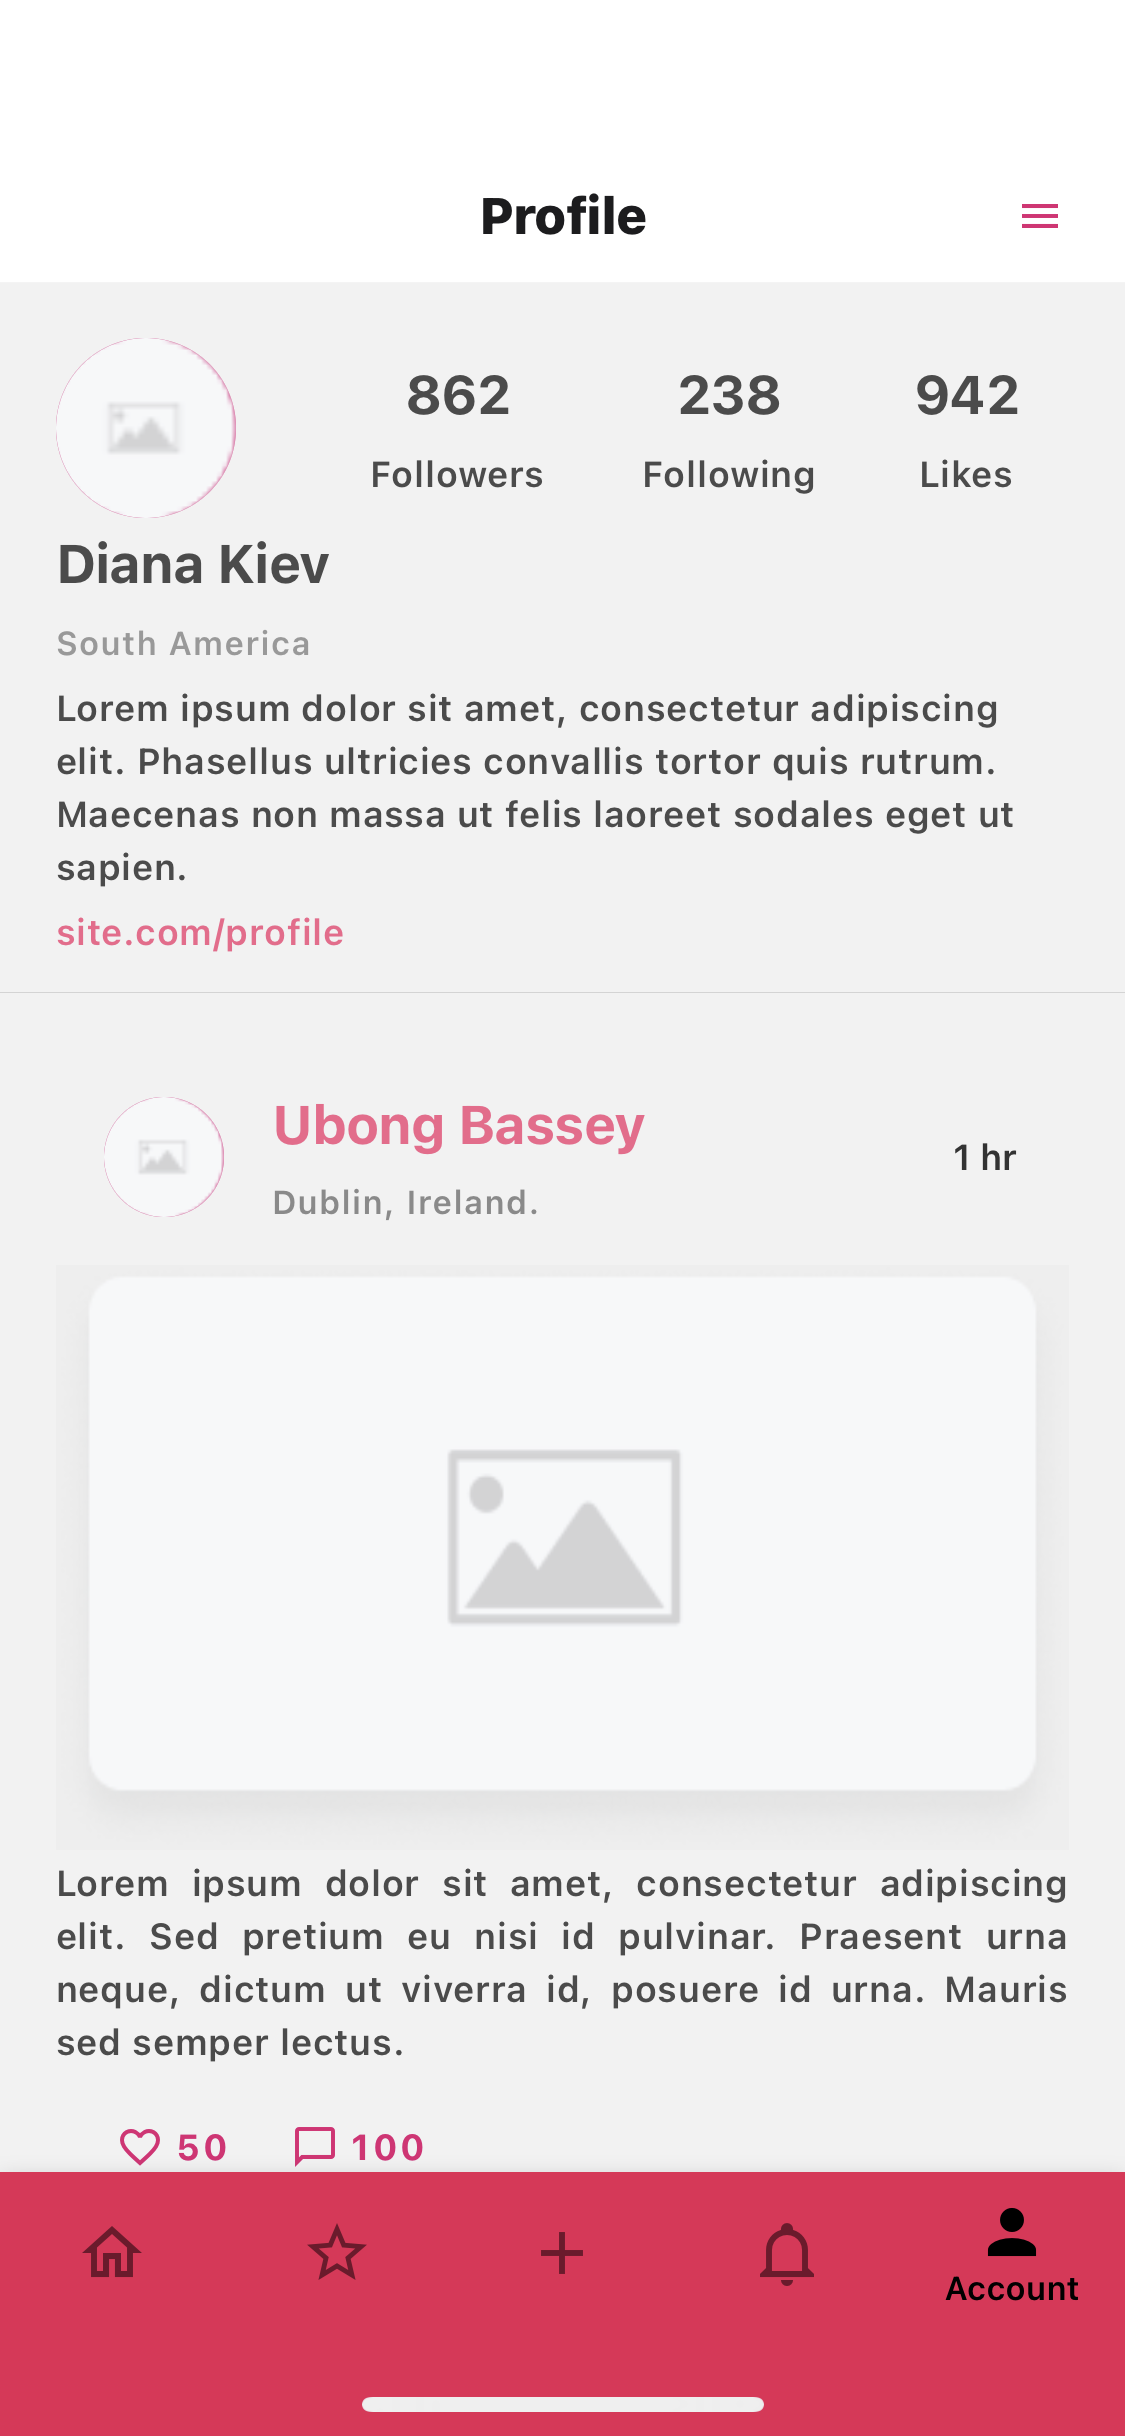 Profile
862 238 942
Followers Following Likes
Diana Kiev
South America
Lorem ipsum dolor sit amet, consectetur adipiscing
elit. Phasellus ultricies convallis tortor quis rutrum.
Maecenas non massa ut felis laoreet sodales eget ut
sapien.
site.com/profile
Ubong Bassey
1 hr
Dublin, Ireland.
Lorem ipsum dolor sit amet, consectetur adipiscing
elit. Sed pretium eu nisi id pulvinar. Praesent urna
neque, dictum ut viverra id, posuere id urna. Mauris
sed semper lectus.
50 100
Account